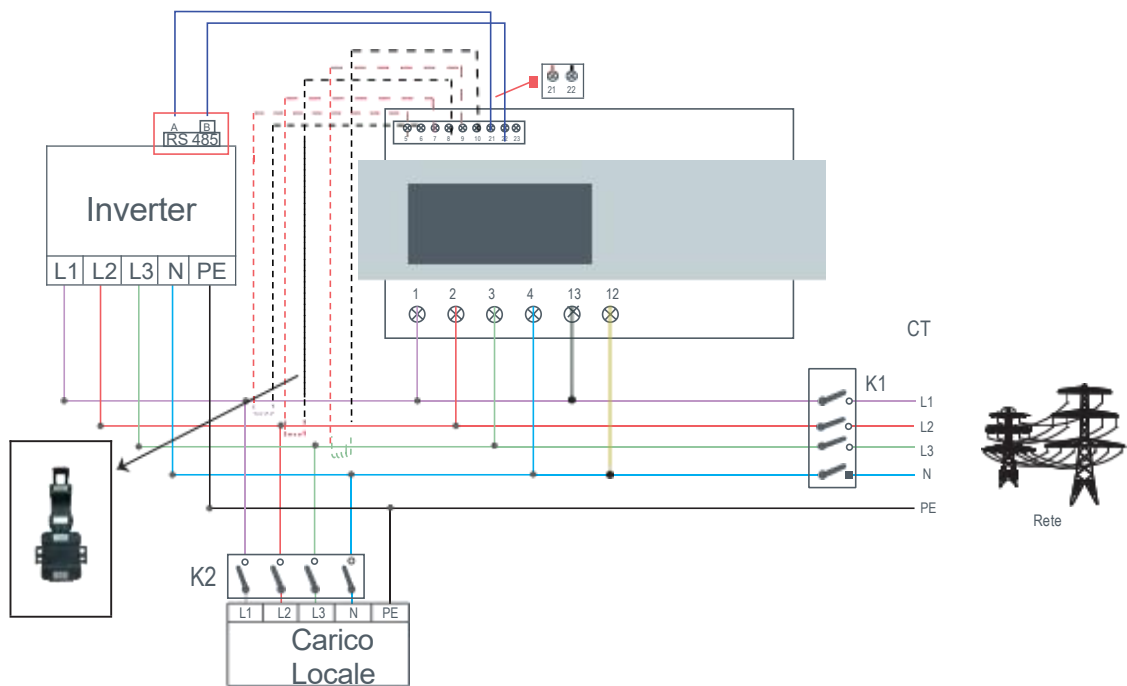 21 22
A B
RS 485
5 6 7 8 9 10 21 22 23
Inverter
L1 L2 L3 N PE
1 2 3 4 13 12
CT
K1
L1
L2
L3
N
PE
Rete
K2
L1 L2 L3 N PE
Carico
Locale